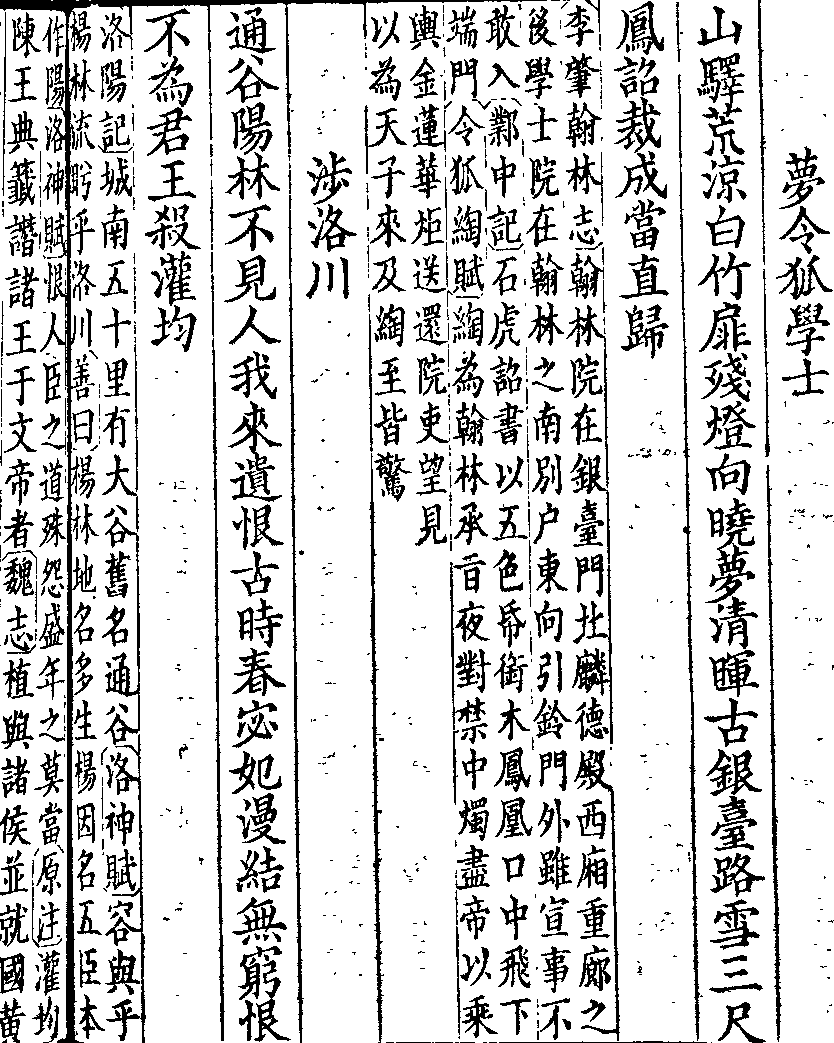 夢令狐學士
山驛荒涼白竹扉殘燈向曉夢清暉古銀臺路雪三尺
鳳詔裁成當直歸
李肇翰林志翰林院在銀臺門北麟德殿西廂重廊之
後學士院在翰林之南別户東向引鈴門外雖宣事不
敢入鄴中記石虎詔書以五色帋銜木鳳凰口中飛下
端門令狐綯賦綯為翰林承旨夜對禁中燭盡帝以乘
輿金蓮華炬送還院吏望見
以為天子來及綯至皆驚
涉洛川
通谷陽林不見人我來遺恨古時春宓妃漫結無窮恨
不為君王殺灌均
洛陽記城南五十里有大谷舊名通谷洛神賦容與乎
楊林流眄乎洛川善曰楊林地名多生楊因名五臣本
作陽洛神賦恨人臣之道殊怨盛年之莫當原注灌均
陳王典籤譖諸王于文帝者魏志植與諸侯並就國黄